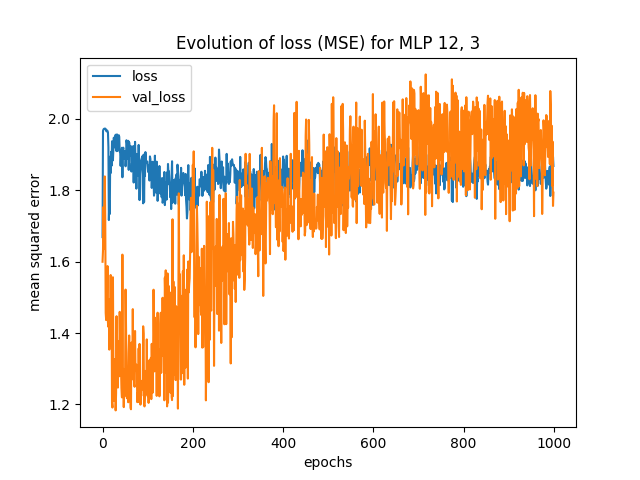 Evolution of loss (MSE) for MLP 12, 3
loss
val_loss
mean squared error
2.0
1.8
1.6
1.4
1.2
0
200
400
600
800
1000
epochs